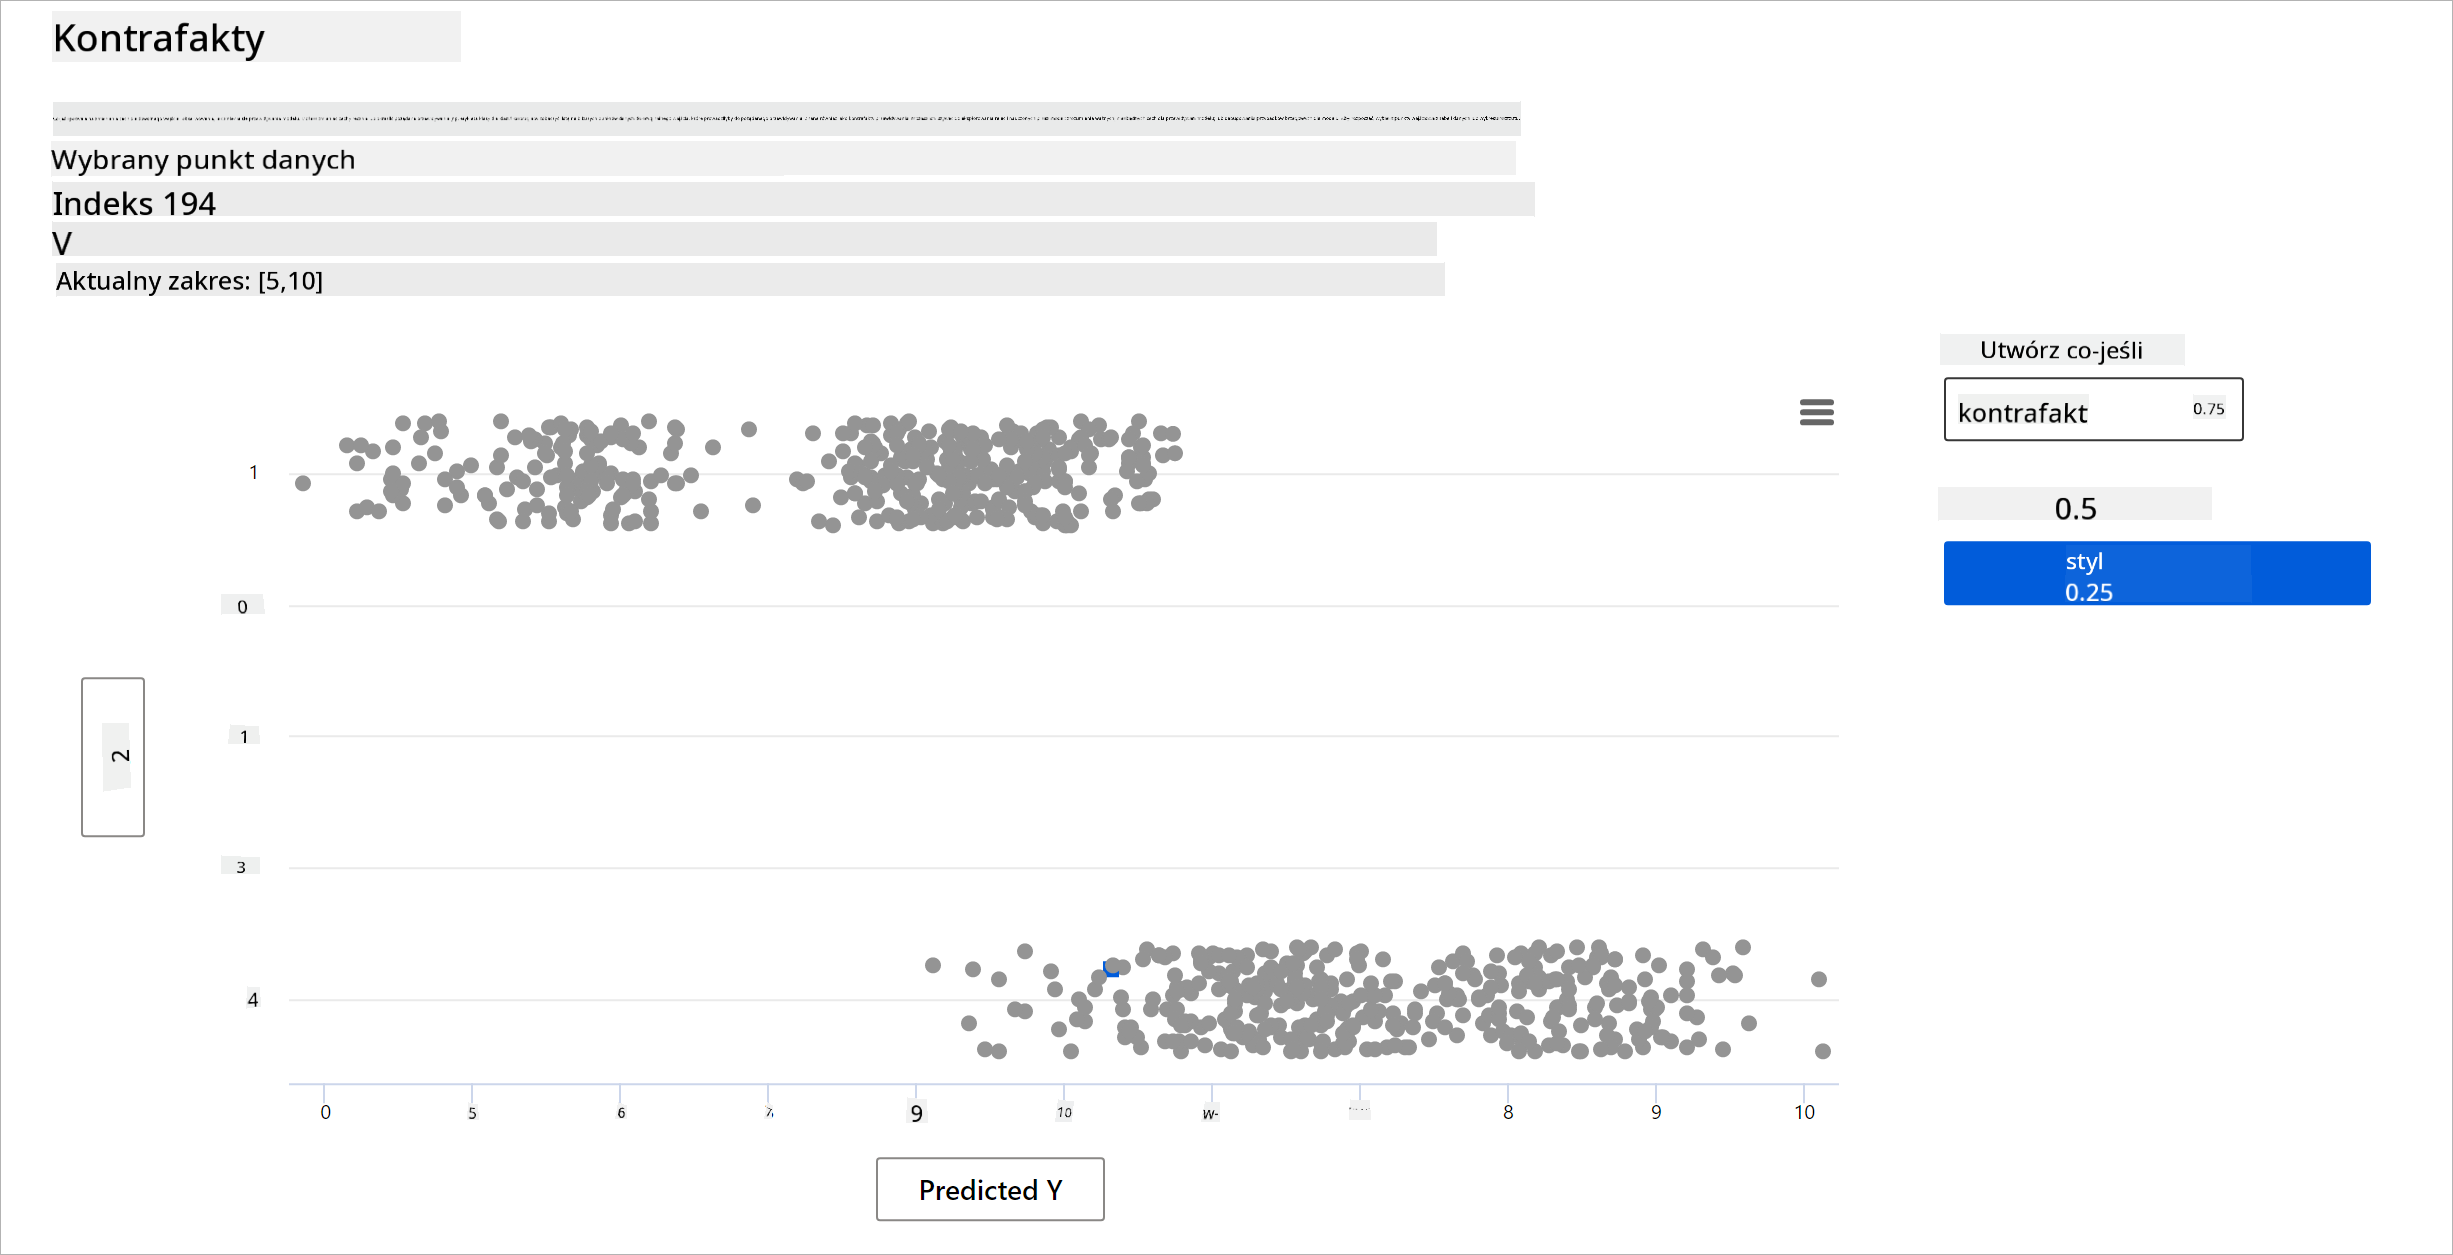 Kontrafakty
Wybrany punkt danych
Indeks 194
V
Aktualny zakres: [5,10]
Utwórz co-jeśli
kontrafakt 0.75
0.5
styl
0.25
1
0
1
2
3
4
0 5 6 9 10 W- 8 9 10
Predicted Y